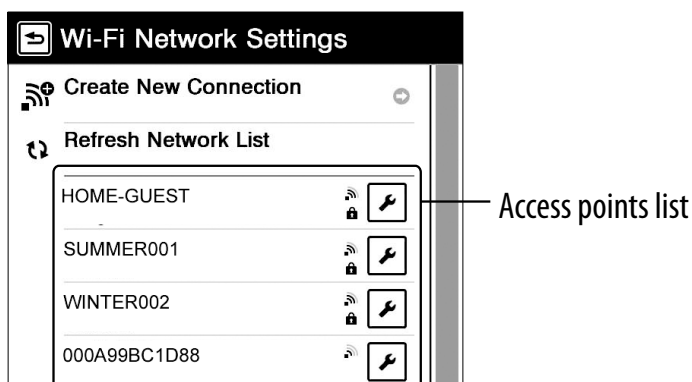 Wi-Fi Network Settings
Create New Connection
Refresh Network List
HOME-GUEST
Access points list
SUMMER001
WINTER002
000A99BC1D88